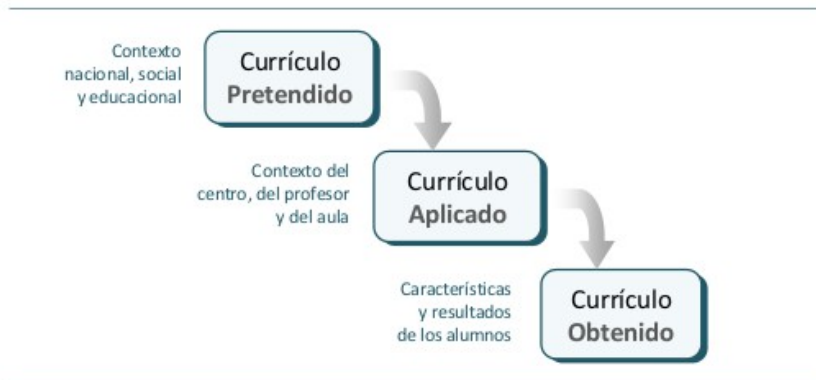 Contexto
nacional, social
y educacional
Currículo
Pretendido
Contexto del
centro, del profesor
y del aula
Currículo
Aplicado
Características
y resultados
de los alumnos
Currículo
Obtenido